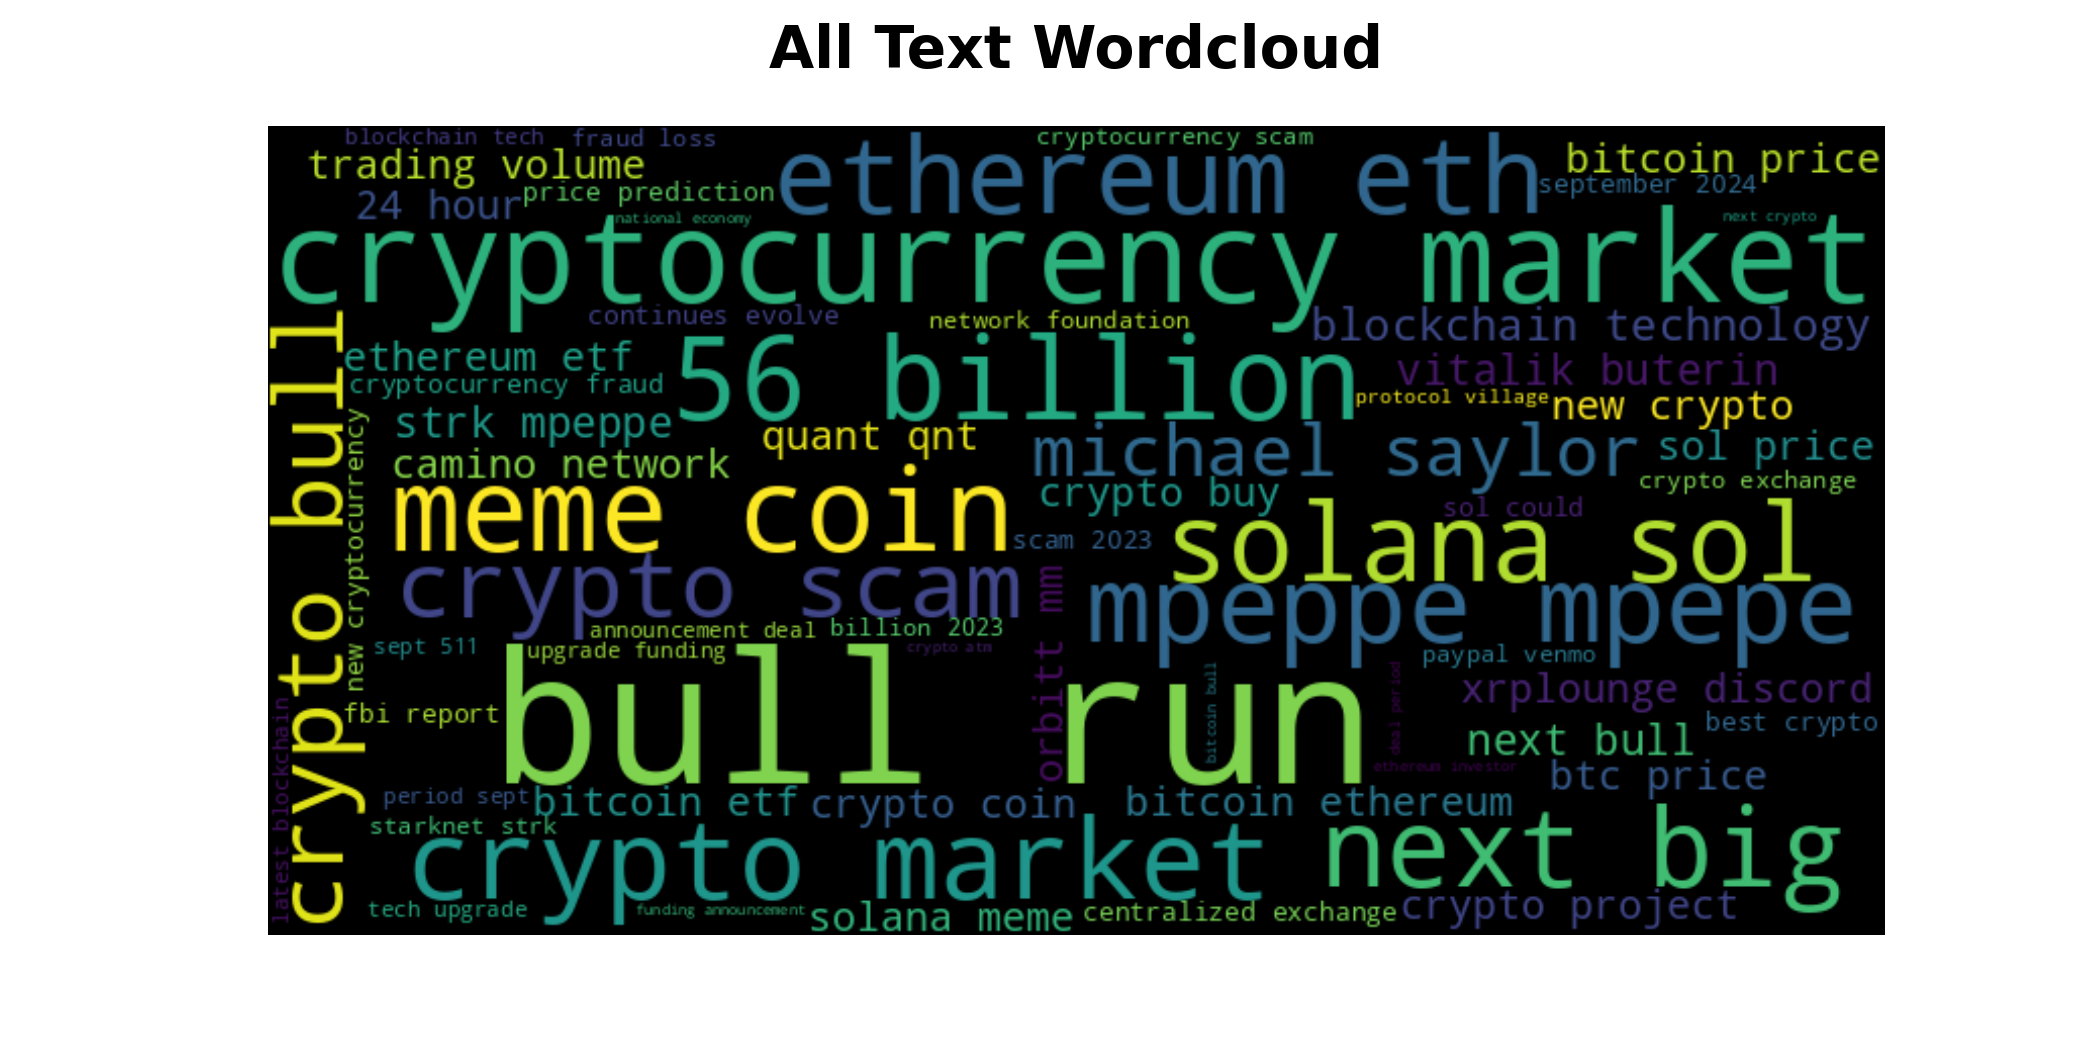 All Text Wordcloud
blockchain tech
fraud loss
cryptocurrency scam
trading volume
ethereum eth
bitcoin price
24 hour
price prediction
september 2024
national economy
next crypto
cryptocurrency market
continues evolve
network foundation
blockchain technology
crypto bull
ethereum etf
56 billion
vitalik buterin
cryptocurrency fraud
protocol village
new crypto
new cryptocurrency
strk mpeppe
quant qnt
michael saylor
sol price
camino network
crypto buy
crypto exchange
meme coin
sol could
solana sol
scam 2023
crypto scam
orbitt mm
mpeppe mpepe
announcement deal
billion 2023
sept 511
upgrade funding
crypto atm
paypal venmo
bull run
bitcoin bull
deal period
xrplounge discord
latest blockchain
fbi report
best crypto
next bull
ethereum investor
btc price
period sept
bitcoin etf
crypto coin
bitcoin ethereum
starknet strk
crypto market
next big
tech upgrade
funding announcement
solana meme
centralized exchange
crypto project